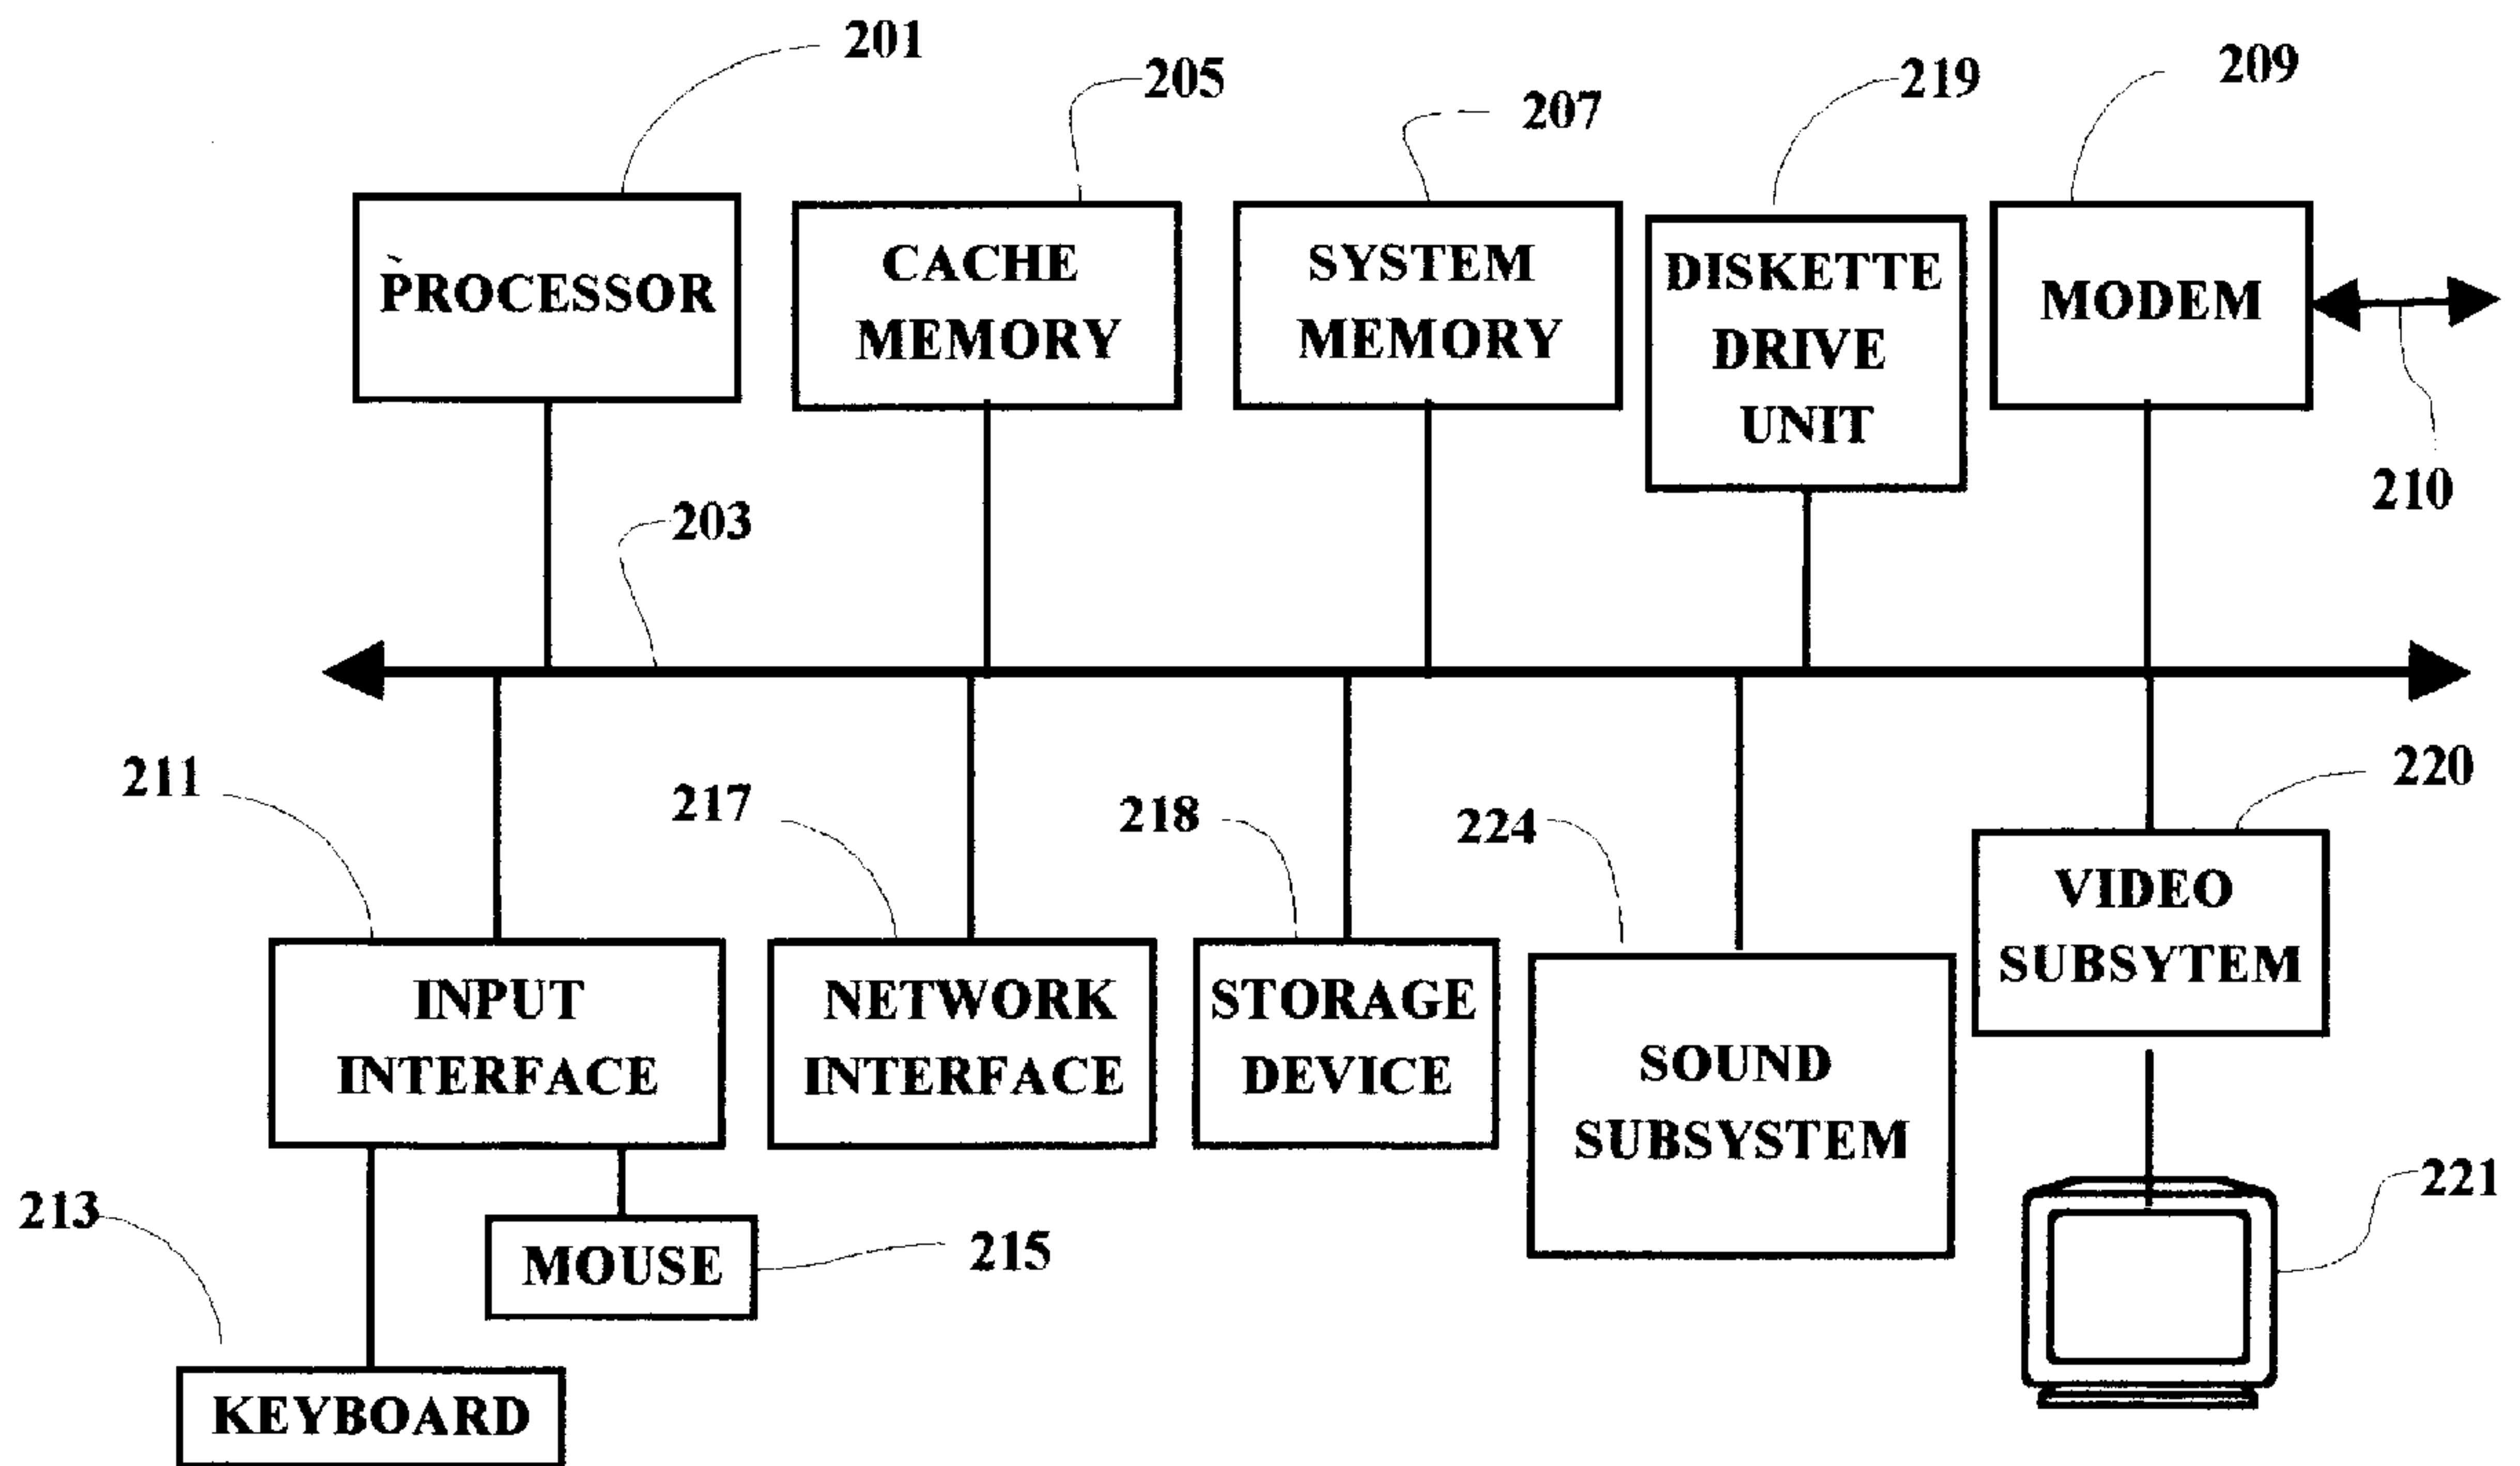 201
205
207
219
209
PROCESSOR
CACHE
MEMORY
SYSTEM
MEMORY
DISKETTE
DRIVE
UNIT
MODEM
210
203
211
217
218
224
220
INPUT
INTERFACE
NETWORK
INTERFACE
STORAGE
DEVICE
SOUND
SUBSYSTEM
VIDEO
SUBSYTEM
213
MOUSE
215
221
KEYBOARD